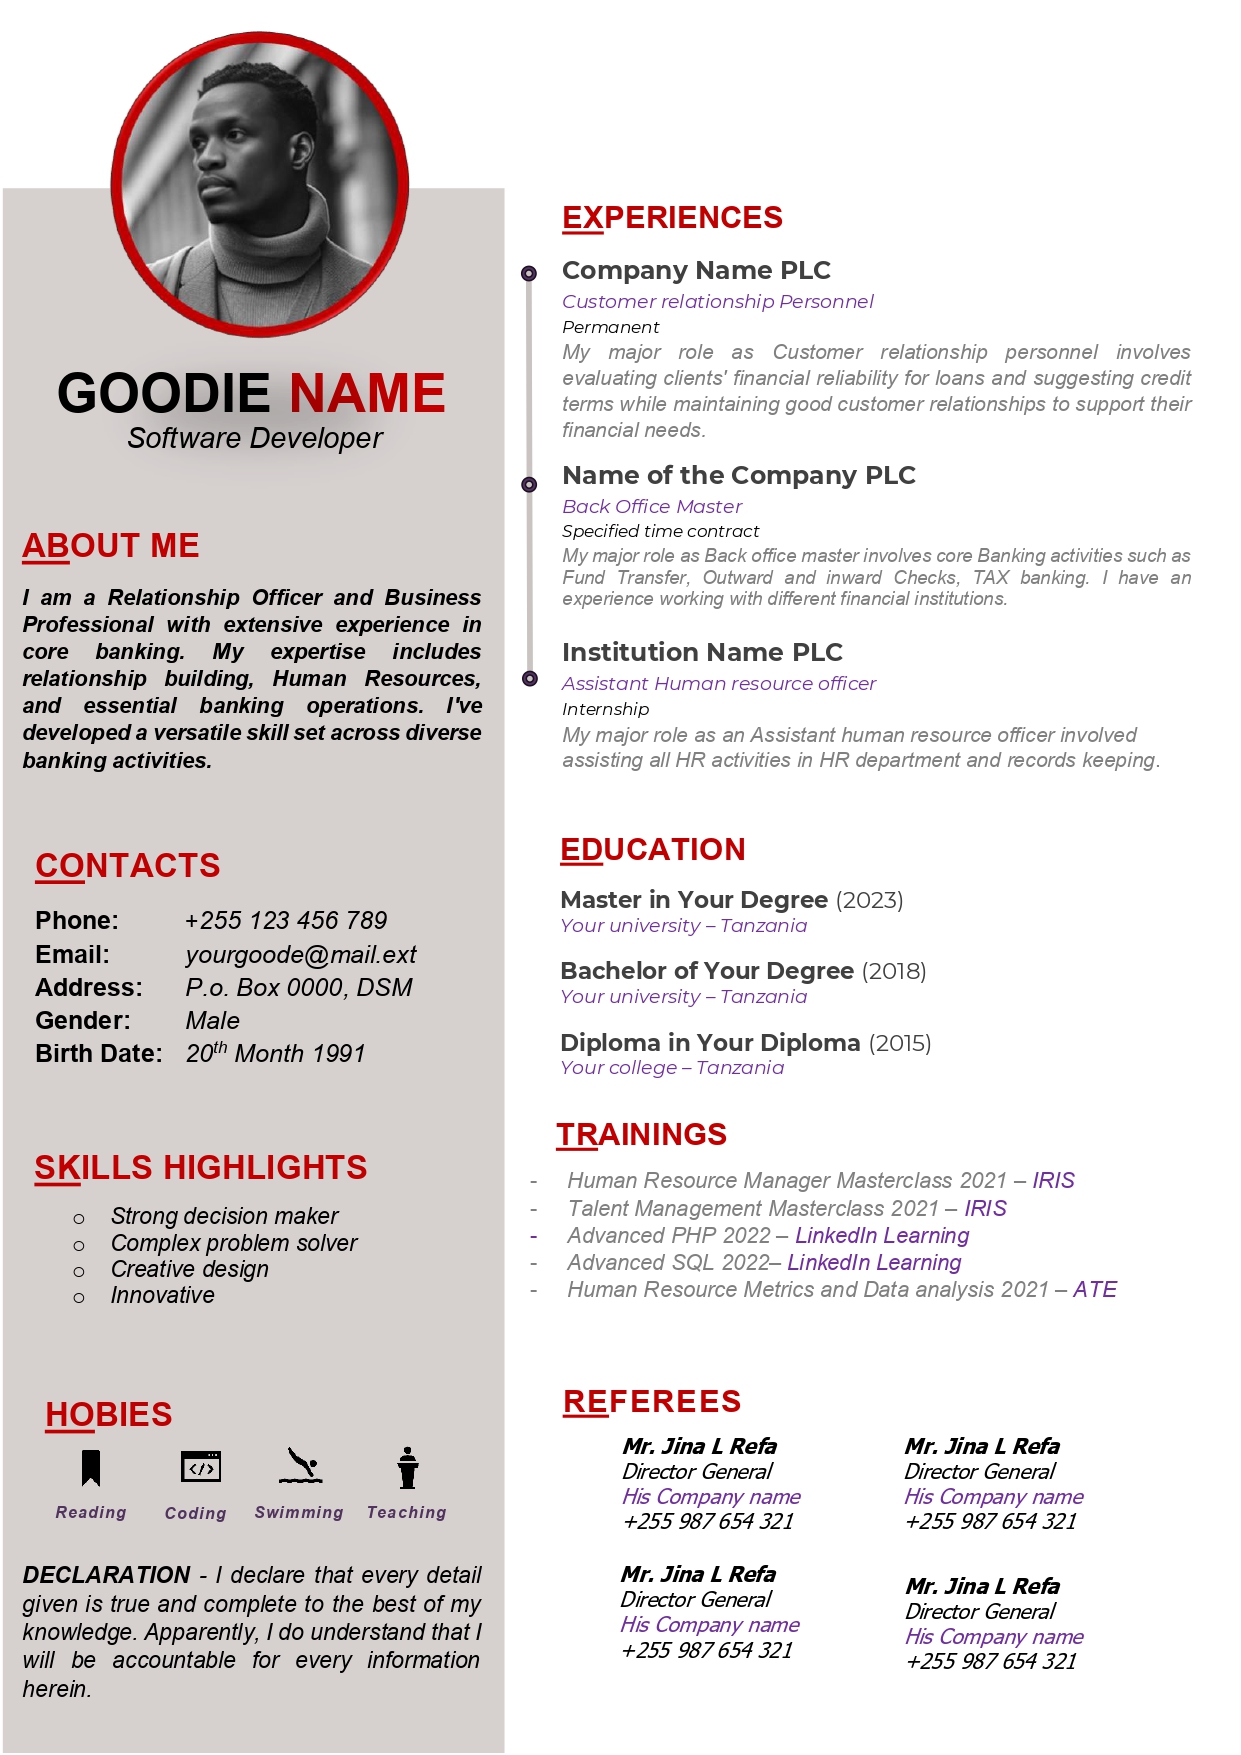 GOODIE NAME
Software Developer
ABOUT ME
I am a Relationship Officer and Business
Professional with extensive experience in
core banking. My expertise includes
relationship building, Human Resources,
and essential banking operations. I've
developed a versatile skill set across diverse
banking activities.
CONTACTS
Phone: +255 123 456 789
Email: yourgoode@mail.ext
Address: P.o. Box 0000, DSM
Gender: Male
Birth Date: 20th Month 1991
SKILLS HIGHLIGHTS
o Strong decision maker
o Complex problem solver
o Creative design
o Innovative
HOBIES
Reading Coding Swimming Teaching
DECLARATION - I declare that every detail
given is true and complete to the best of my
knowledge. Apparently, I do understand that I
will be accountable for every information
herein.
EXPERIENCES
Company Name PLC
Customer relationship Personnel
Permanent
My major role as Customer relationship personnel involves
evaluating clients' financial reliability for loans and suggesting credit
terms while maintaining good customer relationships to support their
financial needs.
Name of the Company PLC
Back Office Master
Specified time contract
My major role as Back office master involves core Banking activities such as
Fund Transfer, Outward and inward Checks, TAX banking. I have an
experience working with different financial institutions.
Institution Name PLC
Assistant Human resource officer
Internship
My major role as an Assistant human resource officer involved
assisting all HR activities in HR department and records keeping.
EDUCATION
Master in Your Degree (2023)
Your university – Tanzania
Bachelor of Your Degree (2018)
Your university – Tanzania
Diploma in Your Diploma (2015)
Your college – Tanzania
TRAININGS
- Human Resource Manager Masterclass 2021 – IRIS
- Talent Management Masterclass 2021 – IRIS
- Advanced PHP 2022 – LinkedIn Learning
- Advanced SQL 2022– LinkedIn Learning
- Human Resource Metrics and Data analysis 2021 – ATE
REFEREES
Mr. Jina L Refa
Director General
His Company name
+255 987 654 321
Mr. Jina L Refa
Director General
His Company name
+255 987 654 321
Mr. Jina L Refa
Director General
His Company name
+255 987 654 321
Mr. Jina L Refa
Director General
His Company name
+255 987 654 321